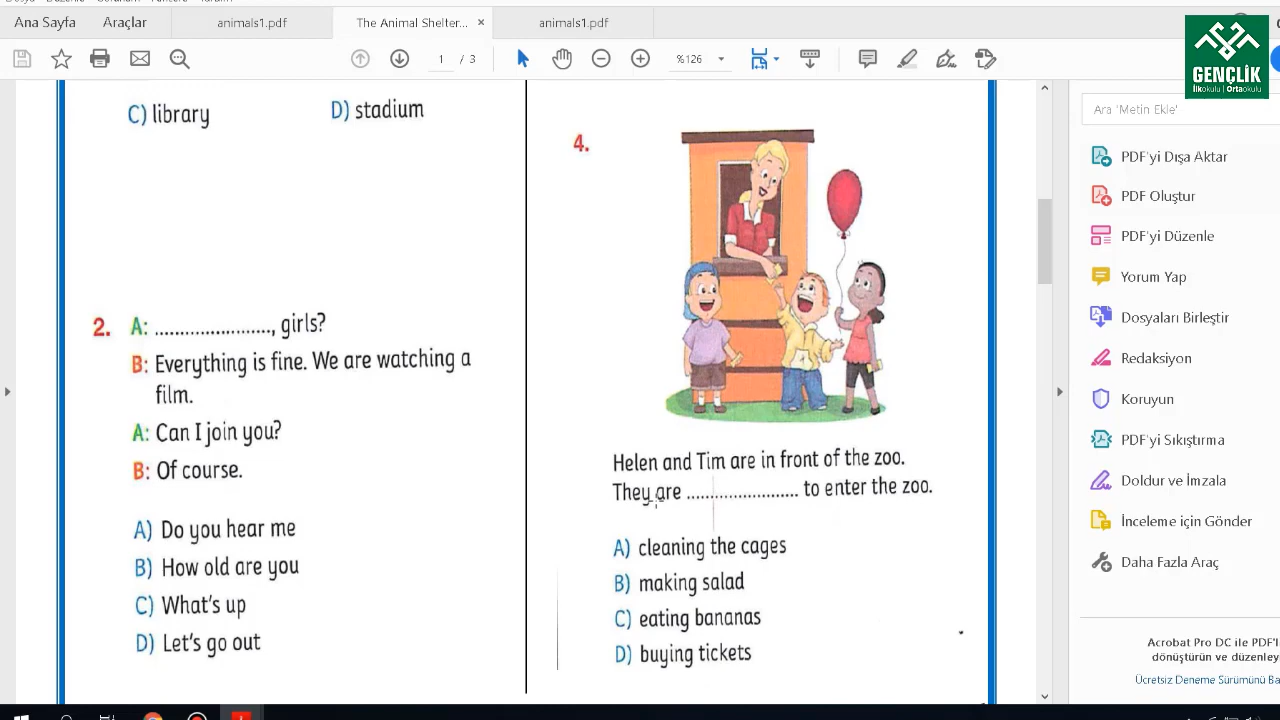 Ana Sayfa
Araçlar
animals1.pdf
The Animal Shelter...
×
animals1.pdf
1 / 3
%126
GENÇLİK
İlkokulu | Ortaokulu
C) library
D) stadium
2. A: ......................, girls?
B: Everything is fine. We are watching a
film.
A: Can I join you?
B: Of course.
A) Do you hear me
B) How old are you
C) What's up
D) Let's go out
4.
Helen and Tim are in front of the zoo.
They are ........................ to enter the zoo.
A) cleaning the cages
B) making salad
C) eating bananas
D) buying tickets
Ara 'Metin Ekle'
PDF'yi Dışa Aktar
PDF Oluştur
PDF'yi Düzenle
Yorum Yap
Dosyaları Birleştir
Redaksiyon
Koruyun
PDF'yi Sıkıştırma
Doldur ve İmzala
İnceleme için Gönder
Daha Fazla Araç
Acrobat Pro DC ile PDF'l
dönüştürün ve düzenley
Ücretsiz Deneme Sürümünü Ba